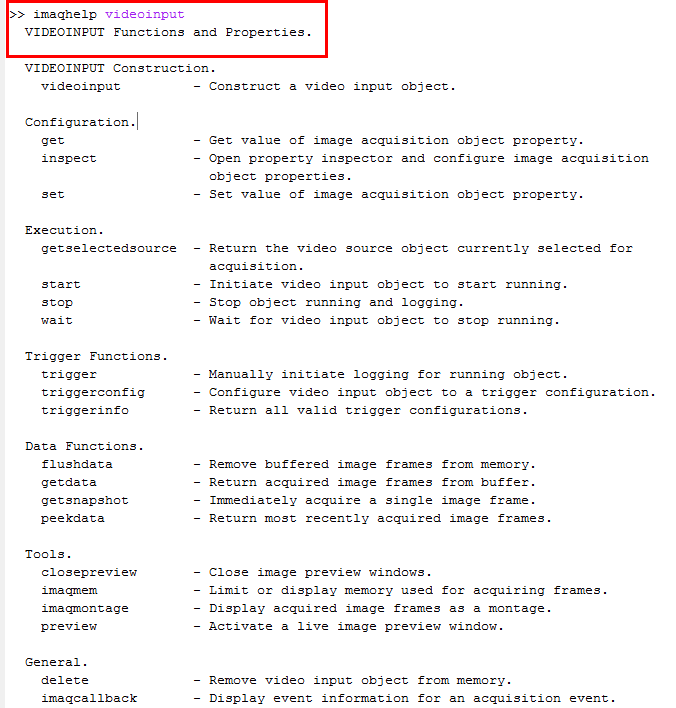 >> imaqhelp videoinput
VIDEOINPUT Functions and Properties.
VIDEOINPUT Construction.
videoinput - Construct a video input object.
Configuration.
get - Get value of image acquisition object property.
inspect - Open property inspector and configure image acquisition
object properties.
set - Set value of image acquisition object property.
Execution.
getselectedsource - Return the video source object currently selected for
acquisition.
start - Initiate video input object to start running.
stop - Stop object running and logging.
wait - Wait for video input object to stop running.
Trigger Functions.
trigger - Manually initiate logging for running object.
triggerconfig - Configure video input object to a trigger configuration.
triggerinfo - Return all valid trigger configurations.
Data Functions.
flushdata - Remove buffered image frames from memory.
getdata - Return acquired image frames from buffer.
getsnapshot - Immediately acquire a single image frame.
peekdata - Return most recently acquired image frames.
Tools.
closepreview - Close image preview windows.
imaqmem - Limit or display memory used for acquiring frames.
imaqmontage - Display acquired image frames as a montage.
preview - Activate a live image preview window.
General.
delete - Remove video input object from memory.
imaqcallback - Display event information for an acquisition event.